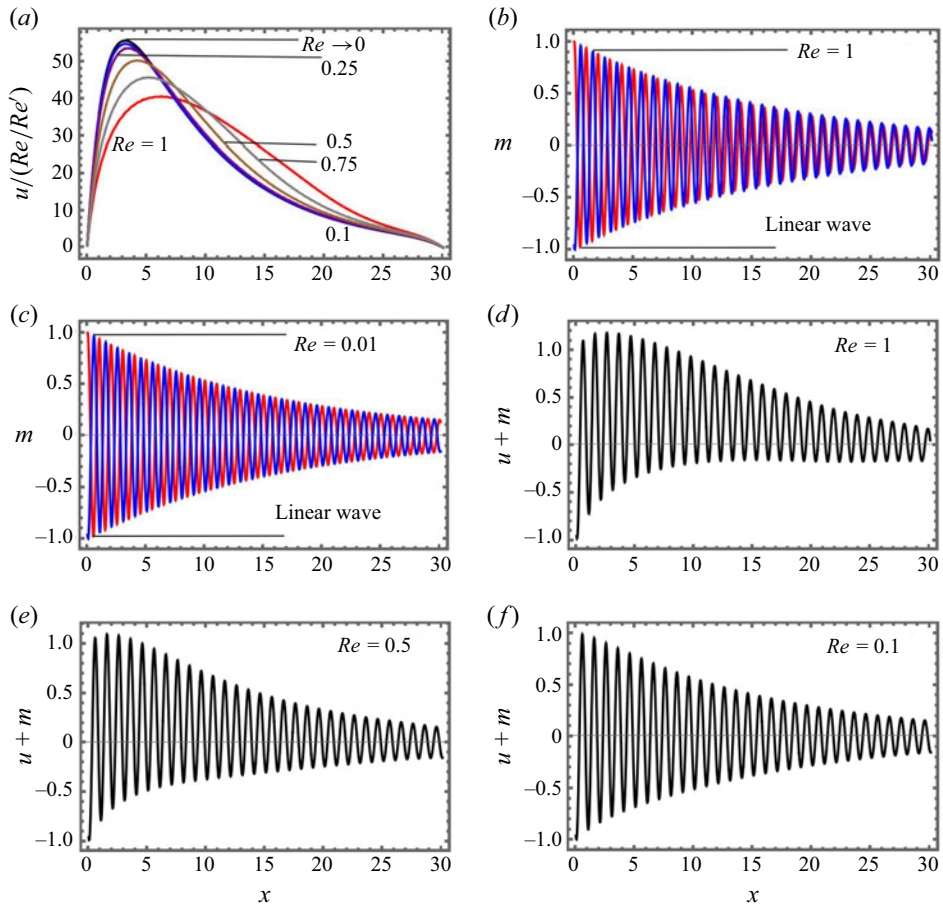 (a)
u/(Re/Re′)
50
40
30
20
10
0
Re →0
0.25
Re = 1
0.5
0.75
0.1
0 5 10 15 20 25 30
(b)
m
1.0
0.5
0
–0.5
–1.0
Re = 1
Linear wave
0 5 10 15 20 25 30
(c)
m
1.0
0.5
0
–0.5
–1.0
Re = 0.01
Linear wave
0 5 10 15 20 25 30
(d)
u + m
1.0
0.5
0
–0.5
–1.0
Re = 1
0 5 10 15 20 25 30
(e)
u + m
1.0
0.5
0
–0.5
–1.0
Re = 0.5
0 5 10 15 20 25 30
x
(f)
u + m
1.0
0.5
0
–0.5
–1.0
Re = 0.1
0 5 10 15 20 25 30
x